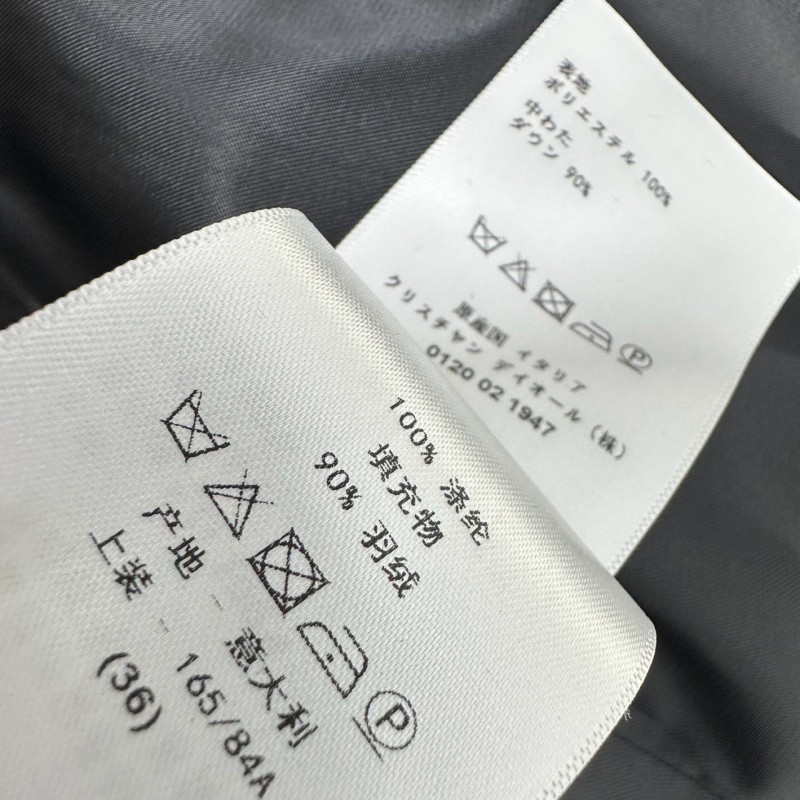 表地
ポリエステル 100%
中わた
ダウン 90%
P
原産国 イタリア
クリスチャン ディオール (株)
0120 02 1947
100% 涤纶
填充物
90% 羽绒
P
产地 - 意大利
上装 - 165/84A
(36)